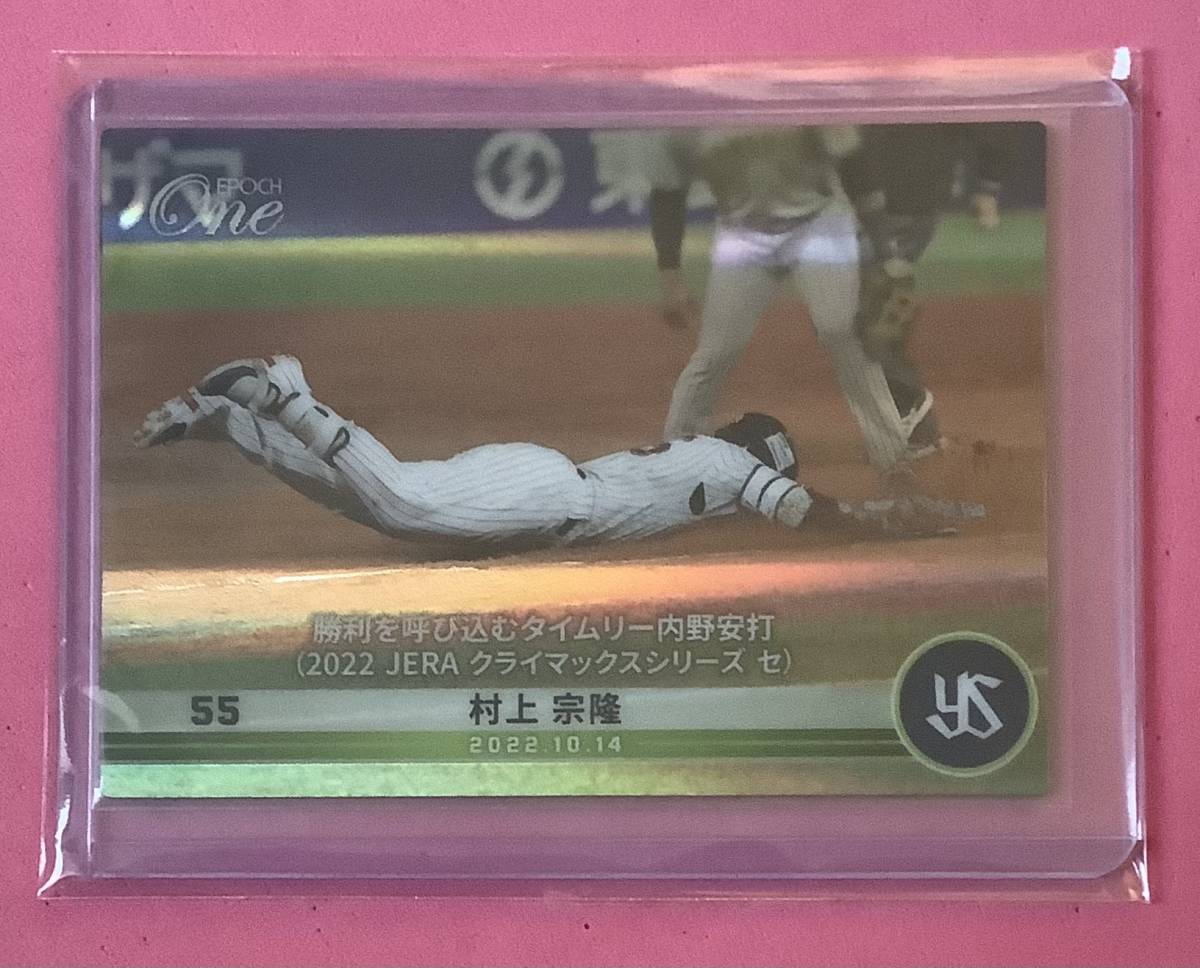 EPOCH
One
勝利を呼び込むタイムリー内野安打
（2022 JERA クライマックスシリーズ セ）
55 村上 宗隆
2022.10.14
YS